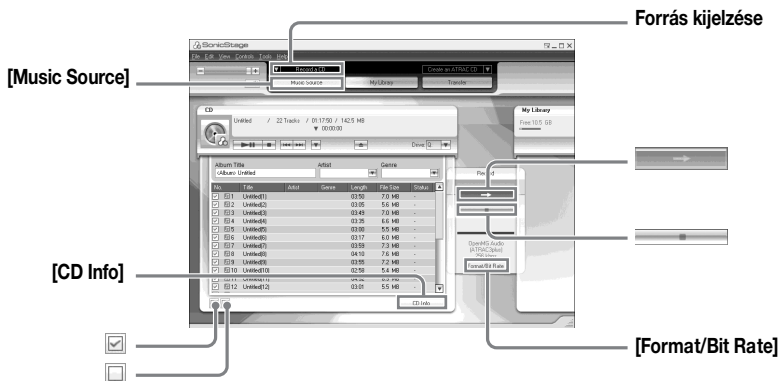 Forrás kijelzése
[Music Source]
SonicStage
File Edit View Controls Tools Help
Record a CD
Create an ATRAC CD
Music Source
My Library
Transfer
CD
Untitled / 22 Tracks / 01:17:50 / 142.5 MB
00:00:00
Drive
My Library
Free:10.5 GB
Album Title Artist Genre
<Album> Untitled
Record
No. Title Artist Genre Length File Size Status
1 Untitled(1) 03:50 7.0 MB -
2 Untitled(2) 03:05 5.6 MB -
3 Untitled(3) 03:49 7.0 MB -
4 Untitled(4) 03:35 6.6 MB -
5 Untitled(5) 03:00 5.5 MB -
6 Untitled(6) 03:17 6.0 MB -
7 Untitled(7) 03:59 7.3 MB -
8 Untitled(8) 04:10 7.6 MB -
9 Untitled(9) 03:55 7.2 MB -
10 Untitled(10) 02:58 5.4 MB -
12 Untitled(12) 03:01 5.5 MB -
OpenMG Audio
(ATRAC3plus)
Format/Bit Rate
CD Info
[CD Info]
[Format/Bit Rate]